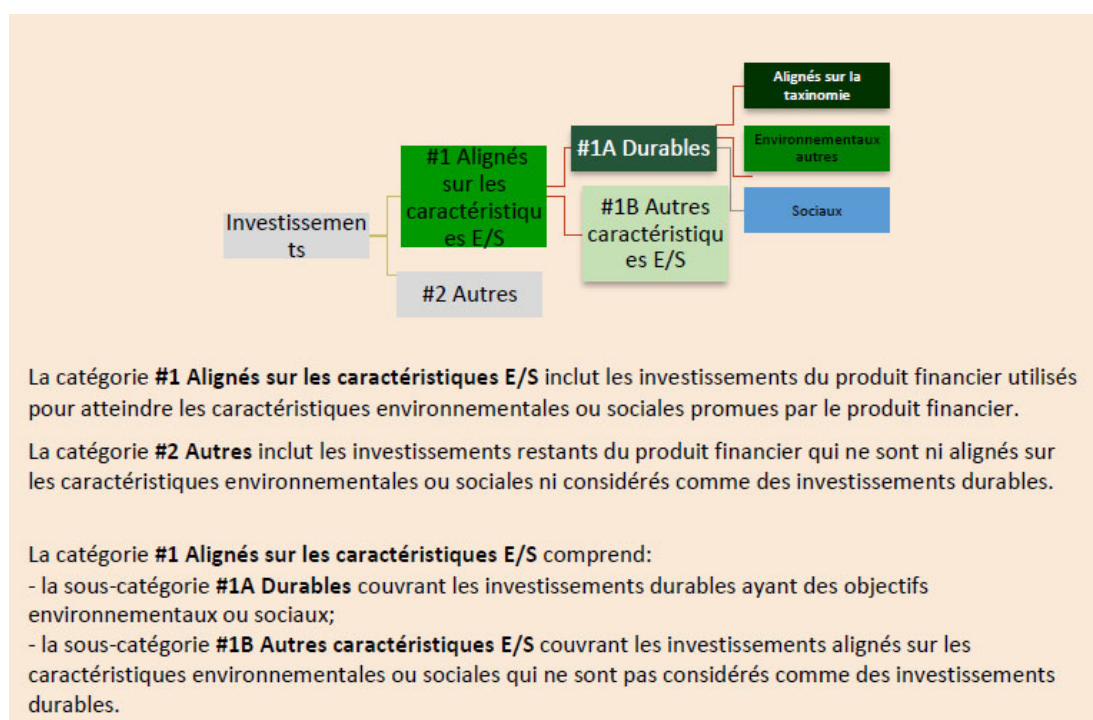 Alignés sur la
taxinomie
#1A Durables
Environnementaux
autres
#1 Alignés
sur les
caractéristiqu
es E/S
#1B Autres
caractéristiqu
es E/S
Sociaux
Investissemen
ts
#2 Autres
La catégorie #1 Alignés sur les caractéristiques E/S inclut les investissements du produit financier utilisés
pour atteindre les caractéristiques environnementales ou sociales promues par le produit financier.
La catégorie #2 Autres inclut les investissements restants du produit financier qui ne sont ni alignés sur
les caractéristiques environnementales ou sociales ni considérés comme des investissements durables.
La catégorie #1 Alignés sur les caractéristiques E/S comprend:
- la sous-catégorie #1A Durables couvrant les investissements durables ayant des objectifs
environnementaux ou sociaux;
- la sous-catégorie #1B Autres caractéristiques E/S couvrant les investissements alignés sur les
caractéristiques environnementales ou sociales qui ne sont pas considérés comme des investissements
durables.